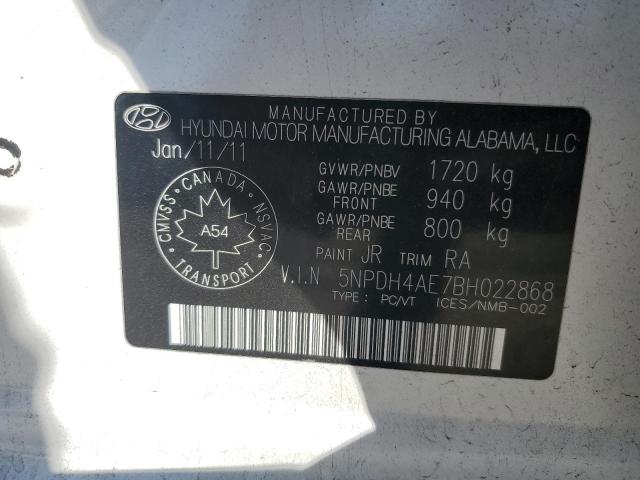 MANUFACTURED BY
HYUNDAI MOTOR MANUFACTURING ALABAMA, LLC
Jan/11/11
GVWR/PNBV 1720 kg
GAWR/PNBE FRONT 940 kg
GAWR/PNBE REAR 800 kg
PAINT JR TRIM RA
CANADA
CMVSS NSVAC
A54
TRANSPORT
V.I.N 5NPDH4AE7BH022868
TYPE: PC/VT ICES/NMB-002